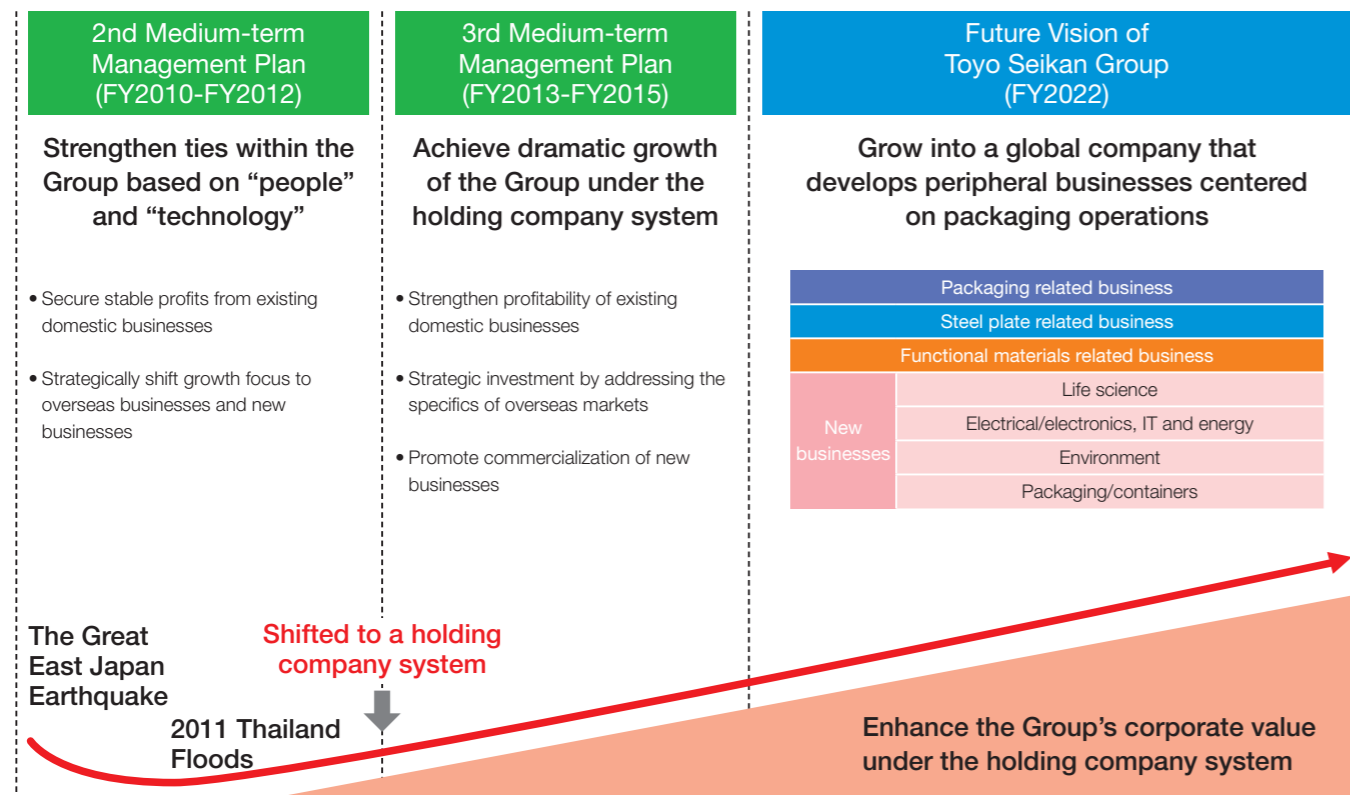 2nd Medium-term
Management Plan
(FY2010-FY2012)
Strengthen ties within the
Group based on “people”
and “technology”
• Secure stable profits from existing
domestic businesses
• Strategically shift growth focus to
overseas businesses and new
businesses
3rd Medium-term
Management Plan
(FY2013-FY2015)
Achieve dramatic growth
of the Group under the
holding company system
• Strengthen profitability of existing
domestic businesses
• Strategic investment by addressing the
specifics of overseas markets
• Promote commercialization of new
businesses
Future Vision of
Toyo Seikan Group
(FY2022)
Grow into a global company that
develops peripheral businesses centered
on packaging operations
Packaging related business
Steel plate related business
Functional materials related business
New
businesses
Life science
Electrical/electronics, IT and energy
Environment
Packaging/containers
The Great
East Japan
Earthquake
2011 Thailand
Floods
Shifted to a holding
company system
Enhance the Group’s corporate value
under the holding company system